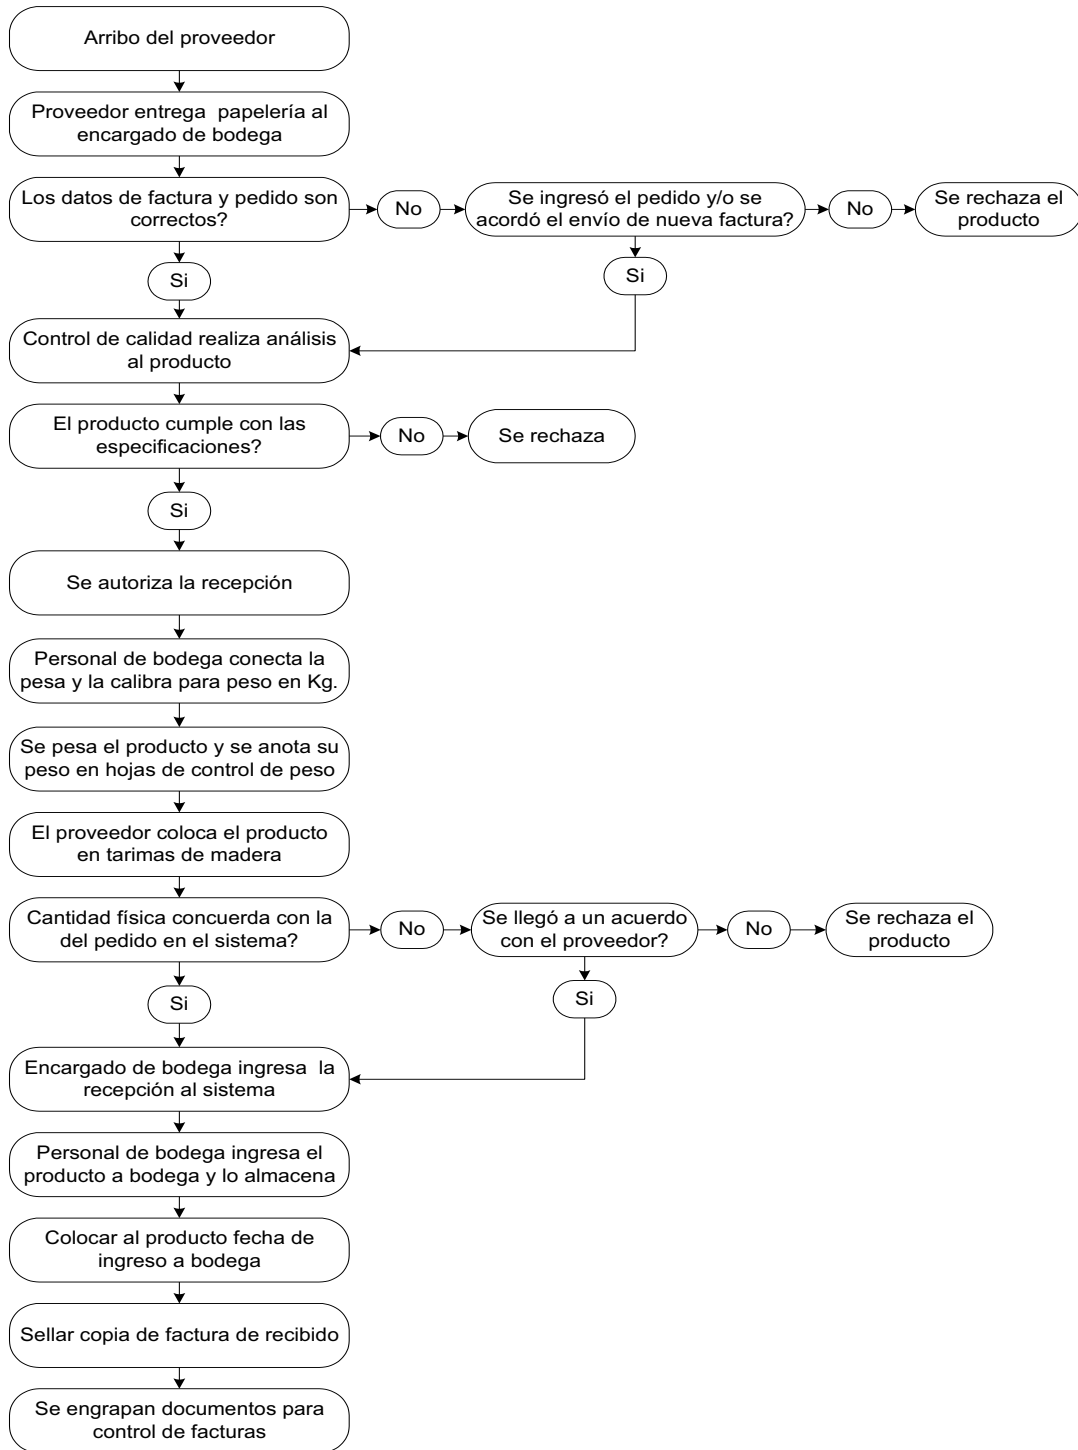 Arribo del proveedor
Proveedor entrega papelería al
encargado de bodega
Los datos de factura y pedido son
correctos?
No
Se ingresó el pedido y/o se
acordó el envío de nueva factura?
No
Se rechaza el
producto
Si
Si
Control de calidad realiza análisis
al producto
El producto cumple con las
especificaciones?
No
Se rechaza
Si
Se autoriza la recepción
Personal de bodega conecta la
pesa y la calibra para peso en Kg.
Se pesa el producto y se anota su
peso en hojas de control de peso
El proveedor coloca el producto
en tarimas de madera
Cantidad física concuerda con la
del pedido en el sistema?
No
Se llegó a un acuerdo
con el proveedor?
No
Se rechaza el
producto
Si
Si
Encargado de bodega ingresa la
recepción al sistema
Personal de bodega ingresa el
producto a bodega y lo almacena
Colocar al producto fecha de
ingreso a bodega
Sellar copia de factura de recibido
Se engrapan documentos para
control de facturas